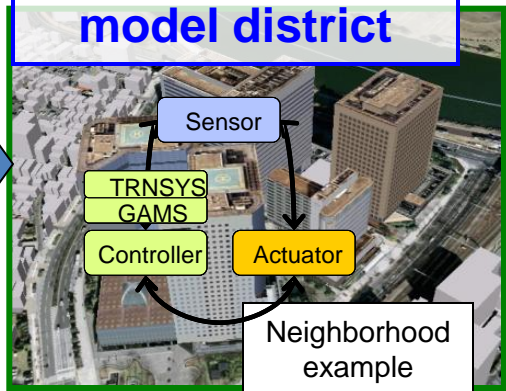 model district
Sensor
TRNSYS
GAMS
Controller
Actuator
Neighborhood
example